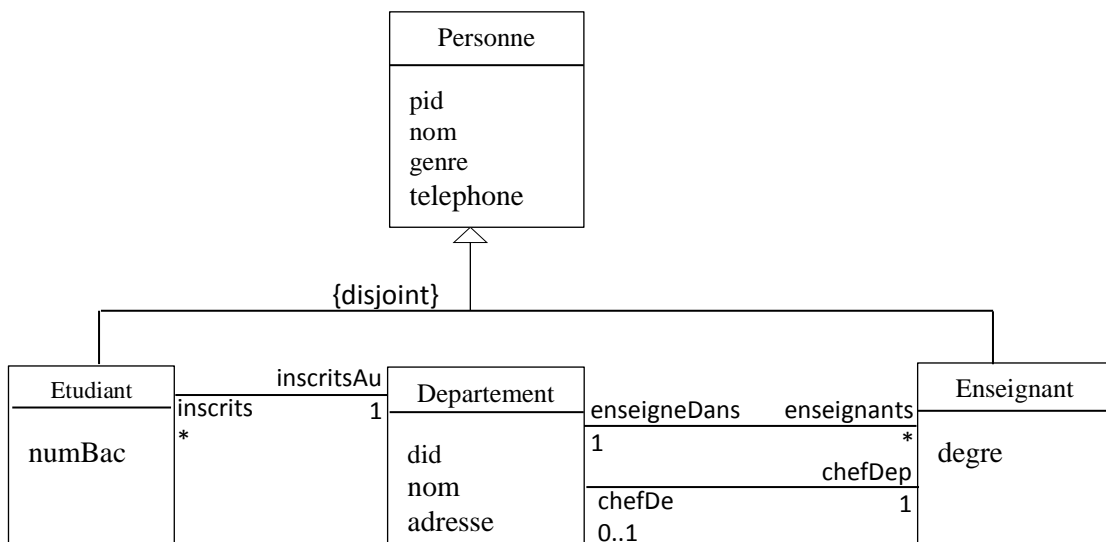 Personne
pid
nom
genre
telephone
{disjoint}
Etudiant
numBac
inscritsAu
inscrits
1
*
Departement
did
nom
adresse
enseigneDans
enseignants
1
*
chefDep
chefDe
1
0..1
Enseignant
degre